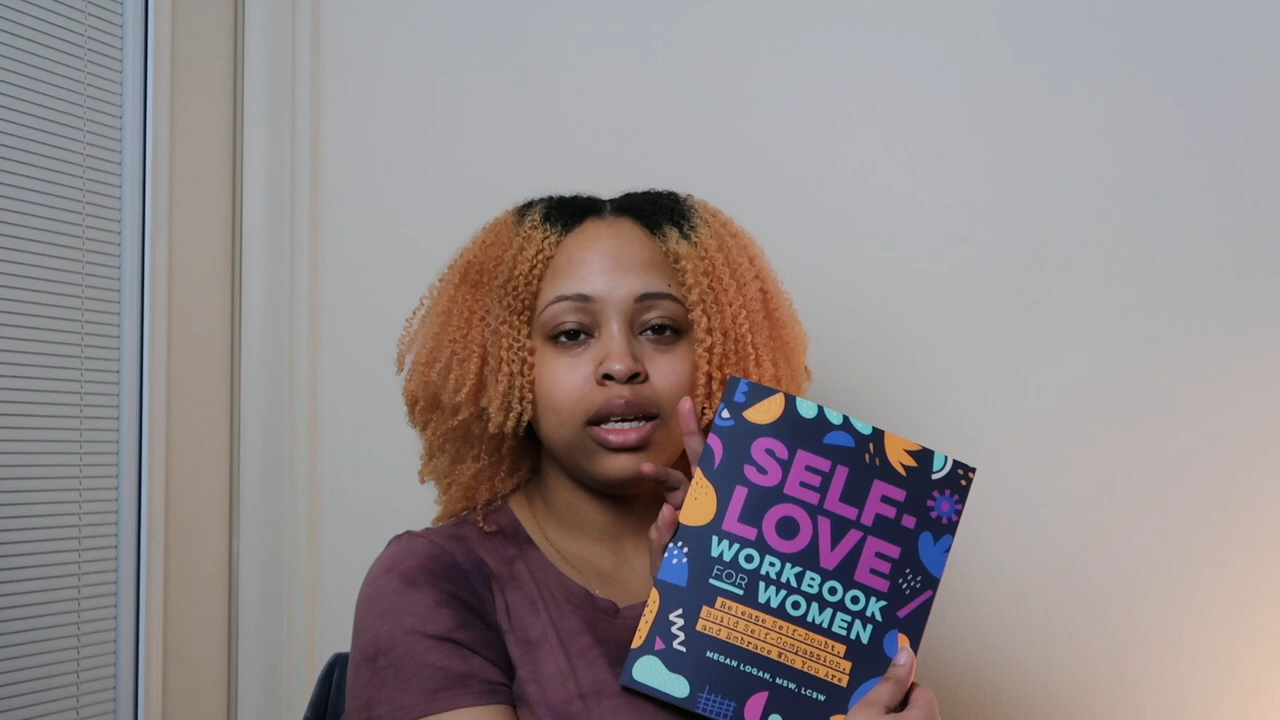 SELF-
LOVE
WORKBOOK
FOR WOMEN
Release Self-Doubt,
Build Self-Compassion,
and Embrace Who You Are
MEGAN LOGAN, MSW, LCSW